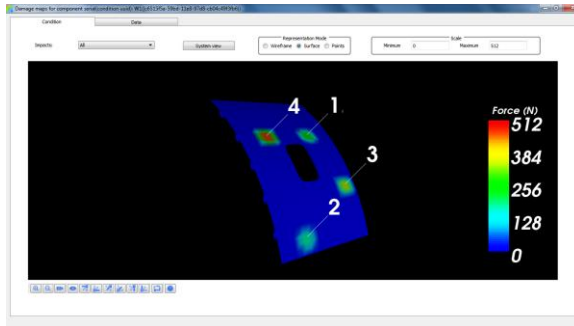 Condition
Data
Impacts:
All
System view
Representation Mode
Wireframe
Surface
Points
Scale
Minimum
0
Maximum
512
4
1
3
2
Force (N)
512
384
256
128
0